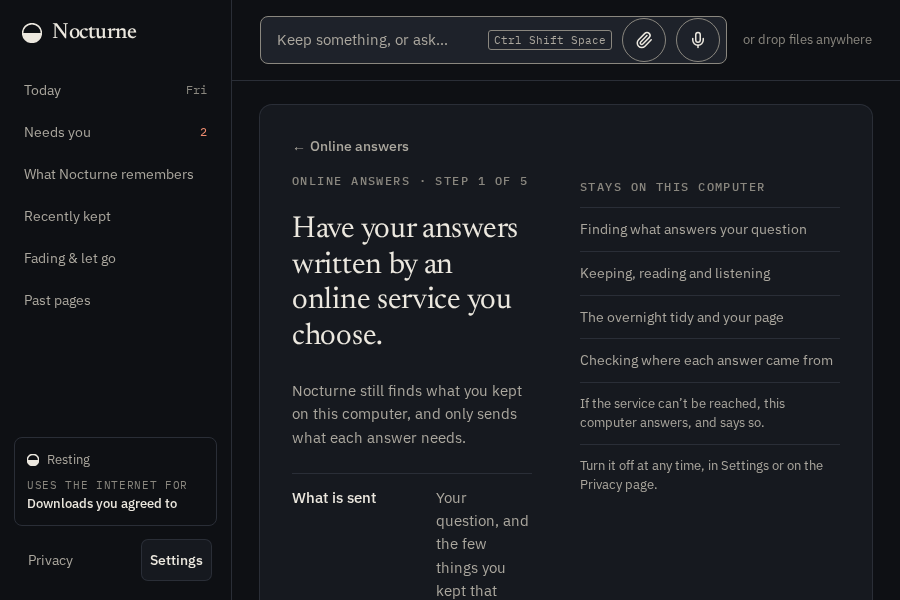 Nocturne
Today Fri
Needs you 2
What Nocturne remembers
Recently kept
Fading & let go
Past pages
Resting
USES THE INTERNET FOR
Downloads you agreed to
Privacy Settings
Keep something, or ask... Ctrl Shift Space
or drop files anywhere
← Online answers
ONLINE ANSWERS · STEP 1 OF 5
Have your answers
written by an
online service you
choose.
Nocturne still finds what you kept
on this computer, and only sends
what each answer needs.
What is sent
Your
question, and
the few
things you
kept that
STAYS ON THIS COMPUTER
Finding what answers your question
Keeping, reading and listening
The overnight tidy and your page
Checking where each answer came from
If the service can’t be reached, this
computer answers, and says so.
Turn it off at any time, in Settings or on the
Privacy page.